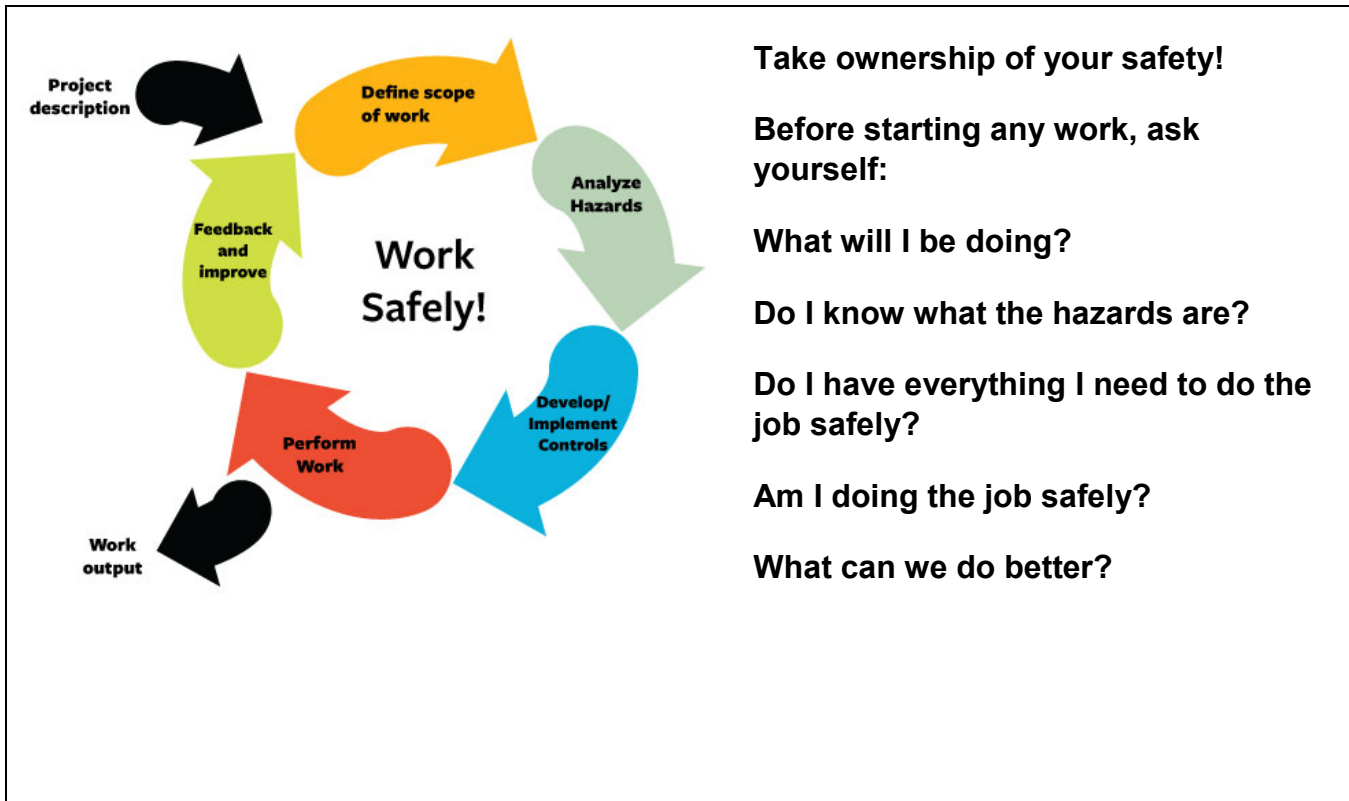 Project
description
Define scope
of work
Analyze
Hazards
Develop/
Implement
Controls
Perform
Work
Work
output
Feedback
and
improve
Work
Safely!
Take ownership of your safety!
Before starting any work, ask
yourself:
What will I be doing?
Do I know what the hazards are?
Do I have everything I need to do the
job safely?
Am I doing the job safely?
What can we do better?